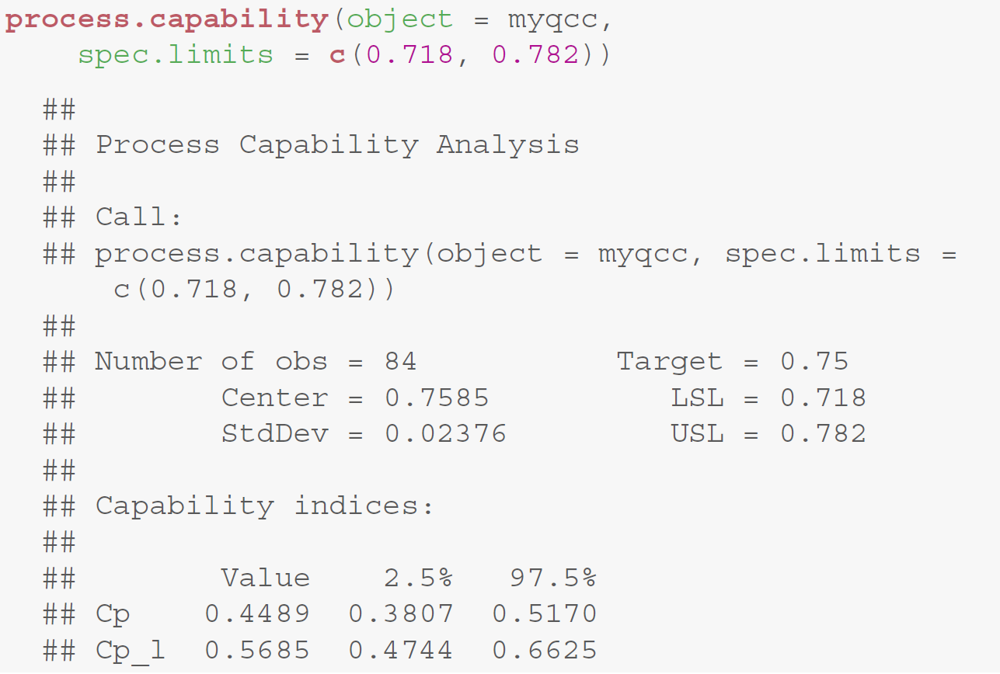 process.capability(object = myqcc,
    spec.limits = c(0.718, 0.782))
##
## Process Capability Analysis
##
## Call:
## process.capability(object = myqcc, spec.limits =
    c(0.718, 0.782))
##
## Number of obs = 84           Target = 0.75
##        Center = 0.7585          LSL = 0.718
##        StdDev = 0.02376         USL = 0.782
##
## Capability indices:
##
##        Value    2.5%   97.5%
## Cp    0.4489  0.3807  0.5170
## Cp_l  0.5685  0.4744  0.6625